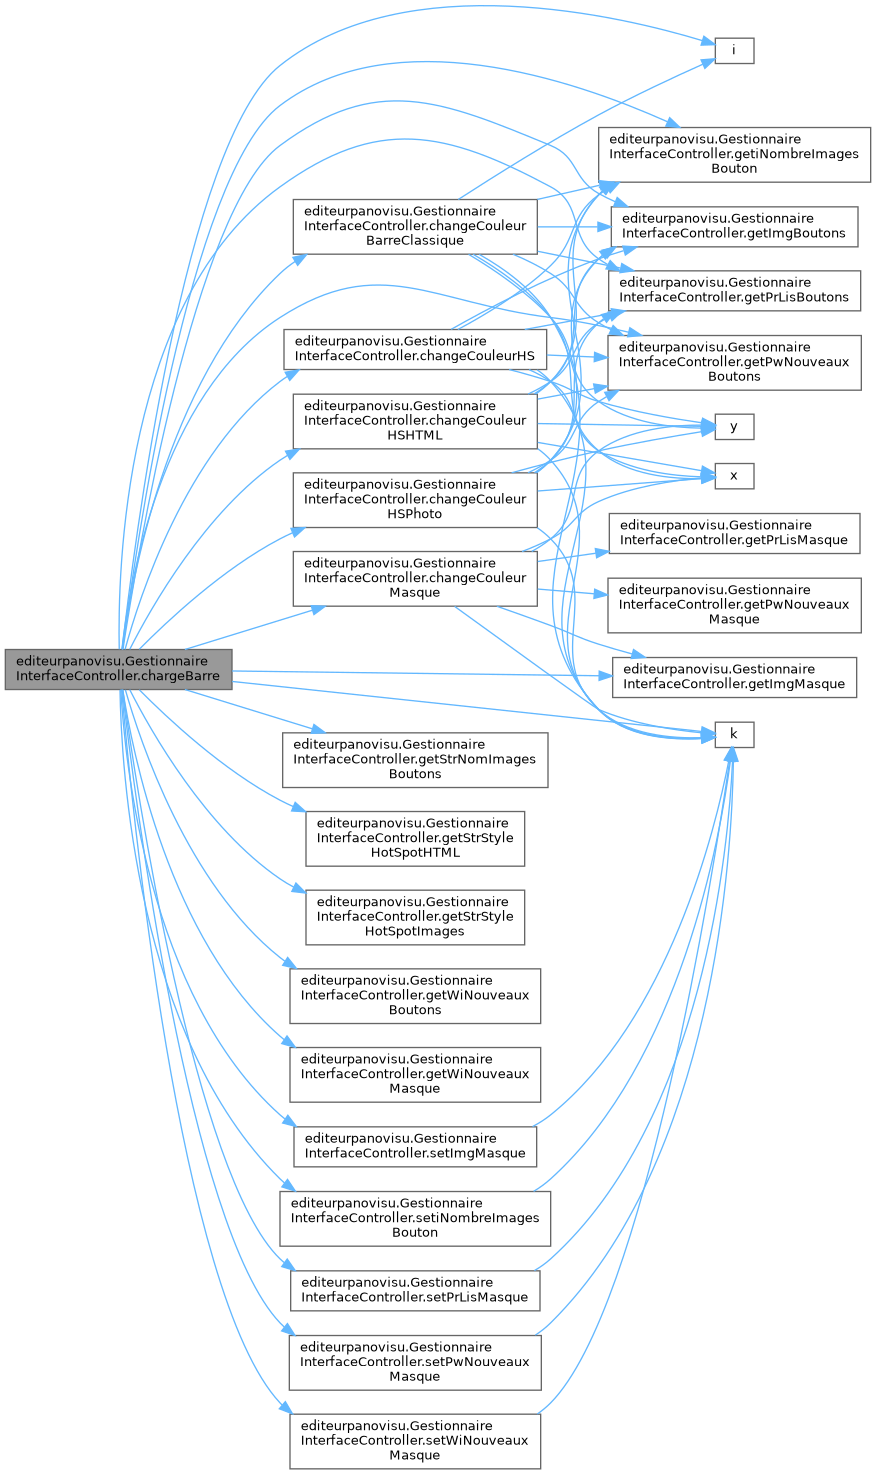 editeurpanovisu.Gestionnaire
InterfaceController.chargeBarre
editeurpanovisu.Gestionnaire
InterfaceController.changeCouleur
BarreClassique
editeurpanovisu.Gestionnaire
InterfaceController.changeCouleurHS
editeurpanovisu.Gestionnaire
InterfaceController.changeCouleur
HSHTML
editeurpanovisu.Gestionnaire
InterfaceController.changeCouleur
HSPhoto
editeurpanovisu.Gestionnaire
InterfaceController.changeCouleur
Masque
editeurpanovisu.Gestionnaire
InterfaceController.getStrNomImages
Boutons
editeurpanovisu.Gestionnaire
InterfaceController.getStrStyle
HotSpotHTML
editeurpanovisu.Gestionnaire
InterfaceController.getStrStyle
HotSpotImages
editeurpanovisu.Gestionnaire
InterfaceController.getWiNouveaux
Boutons
editeurpanovisu.Gestionnaire
InterfaceController.getWiNouveaux
Masque
editeurpanovisu.Gestionnaire
InterfaceController.setImgMasque
editeurpanovisu.Gestionnaire
InterfaceController.setiNombreImages
Bouton
editeurpanovisu.Gestionnaire
InterfaceController.setPrLisMasque
editeurpanovisu.Gestionnaire
InterfaceController.setPwNouveaux
Masque
editeurpanovisu.Gestionnaire
InterfaceController.setWiNouveaux
Masque
i
editeurpanovisu.Gestionnaire
InterfaceController.getiNombreImages
Bouton
editeurpanovisu.Gestionnaire
InterfaceController.getImgBoutons
editeurpanovisu.Gestionnaire
InterfaceController.getPrLisBoutons
editeurpanovisu.Gestionnaire
InterfaceController.getPwNouveaux
Boutons
y
x
editeurpanovisu.Gestionnaire
InterfaceController.getPrLisMasque
editeurpanovisu.Gestionnaire
InterfaceController.getPwNouveaux
Masque
editeurpanovisu.Gestionnaire
InterfaceController.getImgMasque
k